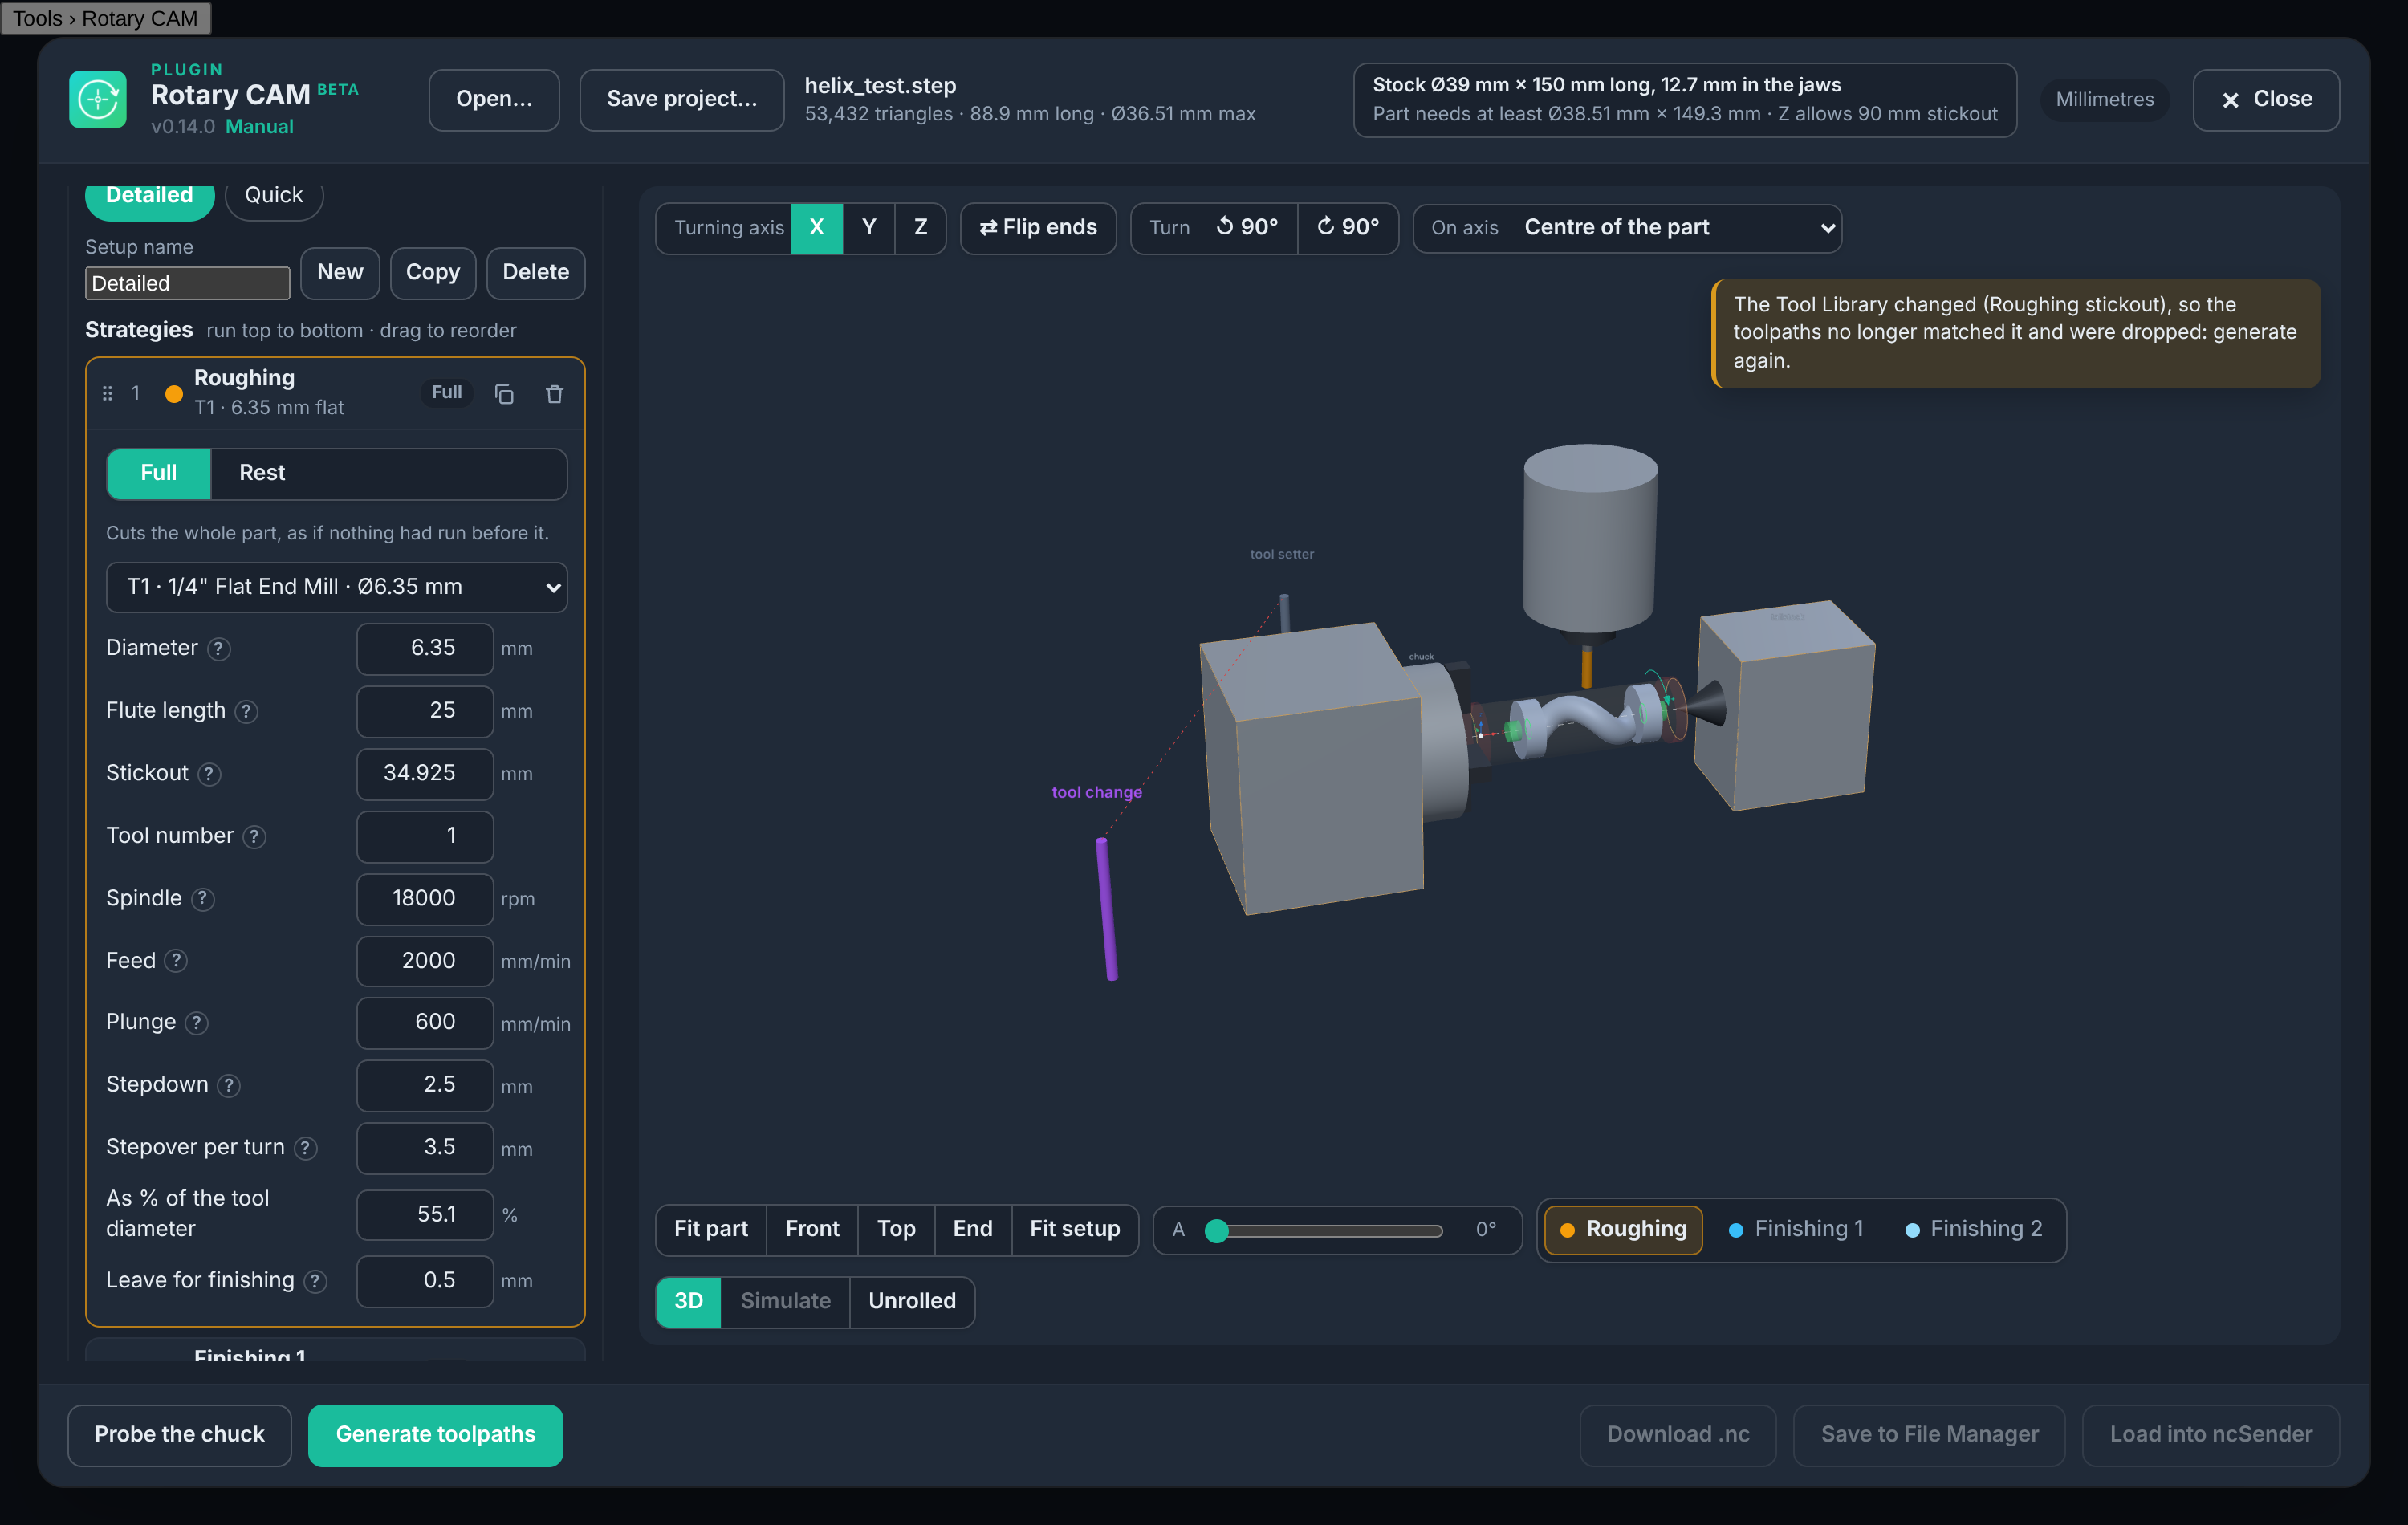 Tools › Rotary CAM
PLUGIN
Rotary CAM BETA
v0.14.0 Manual
Open...
Save project...
helix_test.step
53,432 triangles · 88.9 mm long · Ø36.51 mm max
Stock Ø39 mm × 150 mm long, 12.7 mm in the jaws
Part needs at least Ø38.51 mm × 149.3 mm · Z allows 90 mm stickout
Millimetres
× Close
Detailed
Quick
Setup name
Detailed
New
Copy
Delete
Strategies run top to bottom · drag to reorder
1
Roughing
T1 · 6.35 mm flat
Full
Full
Rest
Cuts the whole part, as if nothing had run before it.
T1 · 1/4" Flat End Mill · Ø6.35 mm
Diameter ? 6.35 mm
Flute length ? 25 mm
Stickout ? 34.925 mm
Tool number ? 1
Spindle ? 18000 rpm
Feed ? 2000 mm/min
Plunge ? 600 mm/min
Stepdown ? 2.5 mm
Stepover per turn ? 3.5 mm
As % of the tool
diameter
55.1 %
Leave for finishing ? 0.5 mm
Finishing 1
Turning axis X Y Z
⇄ Flip ends
Turn ↺ 90° ↻ 90°
On axis Centre of the part
The Tool Library changed (Roughing stickout), so the
toolpaths no longer matched it and were dropped: generate
again.
tool setter
chuck
tool change
Fit part
Front
Top
End
Fit setup
A 0°
Roughing
Finishing 1
Finishing 2
3D
Simulate
Unrolled
Probe the chuck
Generate toolpaths
Download .nc
Save to File Manager
Load into ncSender